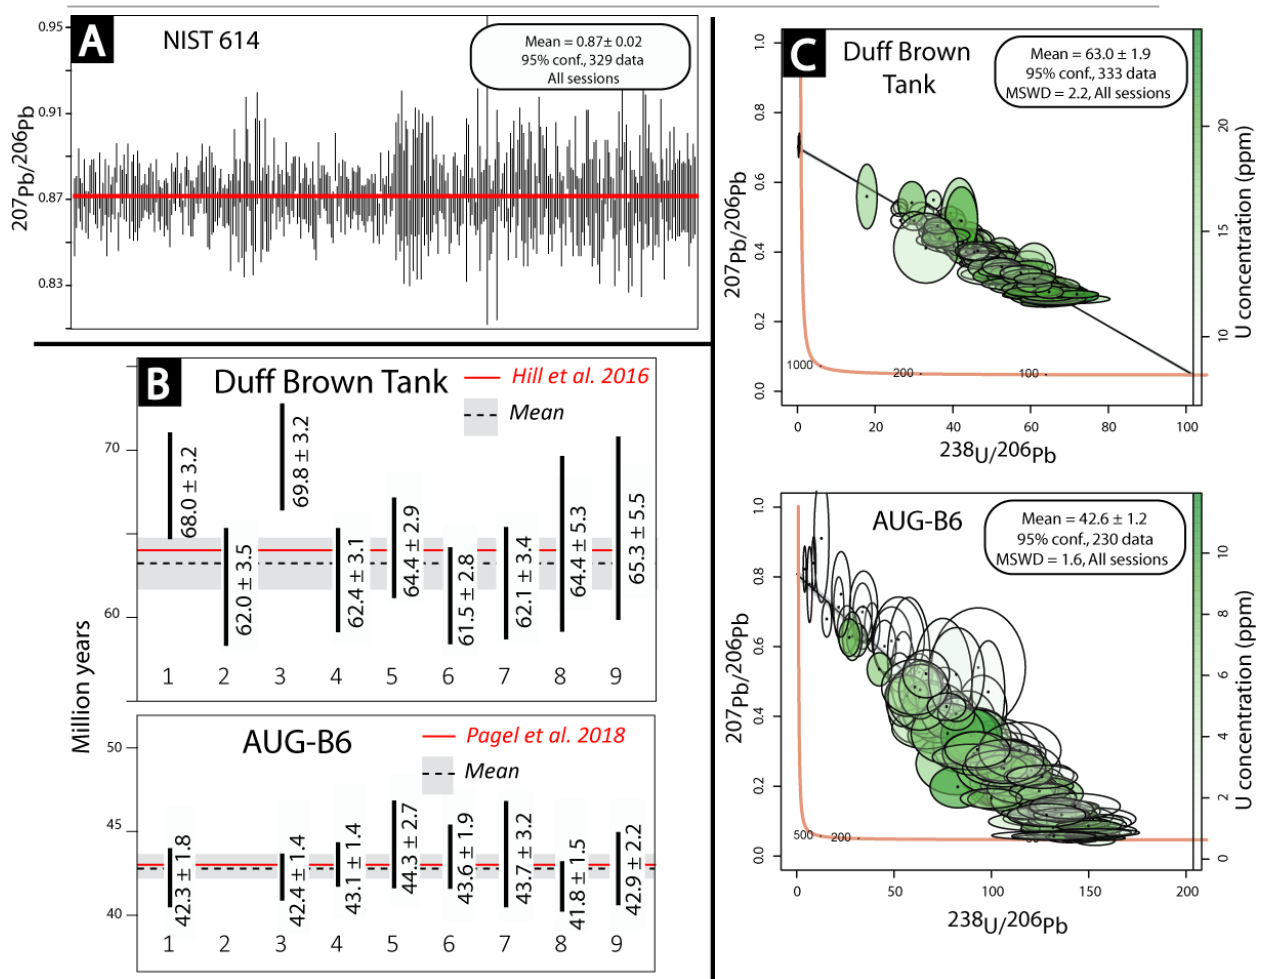 A
NIST 614
Mean = 0.87± 0.02
95% conf., 329 data
All sessions
0.95
0.91
0.87
0.83
207Pb/206Pb
B
Duff Brown Tank
Hill et al. 2016
Mean
70
60
68.0 ± 3.2
62.0 ± 3.5
69.8 ± 3.2
62.4 ± 3.1
64.4 ± 2.9
61.5 ± 2.8
62.1 ± 3.4
64.4 ± 5.3
65.3 ± 5.5
1 2 3 4 5 6 7 8 9
Million years
AUG-B6
Pagel et al. 2018
Mean
50
45
40
42.3 ± 1.8
42.4 ± 1.4
43.1 ± 1.4
44.3 ± 2.7
43.6 ± 1.9
43.7 ± 3.2
41.8 ± 1.5
42.9 ± 2.2
1 2 3 4 5 6 7 8 9
C
Duff Brown
Tank
Mean = 63.0 ± 1.9
95% conf., 333 data
MSWD = 2.2, All sessions
1.0
0.8
0.6
0.4
0.2
0.0
207Pb/206Pb
1000
200
100
0 20 40 60 80 100
238U/206Pb
20
15
10
U concentration (ppm)
AUG-B6
Mean = 42.6 ± 1.2
95% conf., 230 data
MSWD = 1.6, All sessions
1.0
0.8
0.6
0.4
0.2
0.0
207Pb/206Pb
500
200
0 50 100 150 200
238U/206Pb
10
8
6
4
2
0
U concentration (ppm)